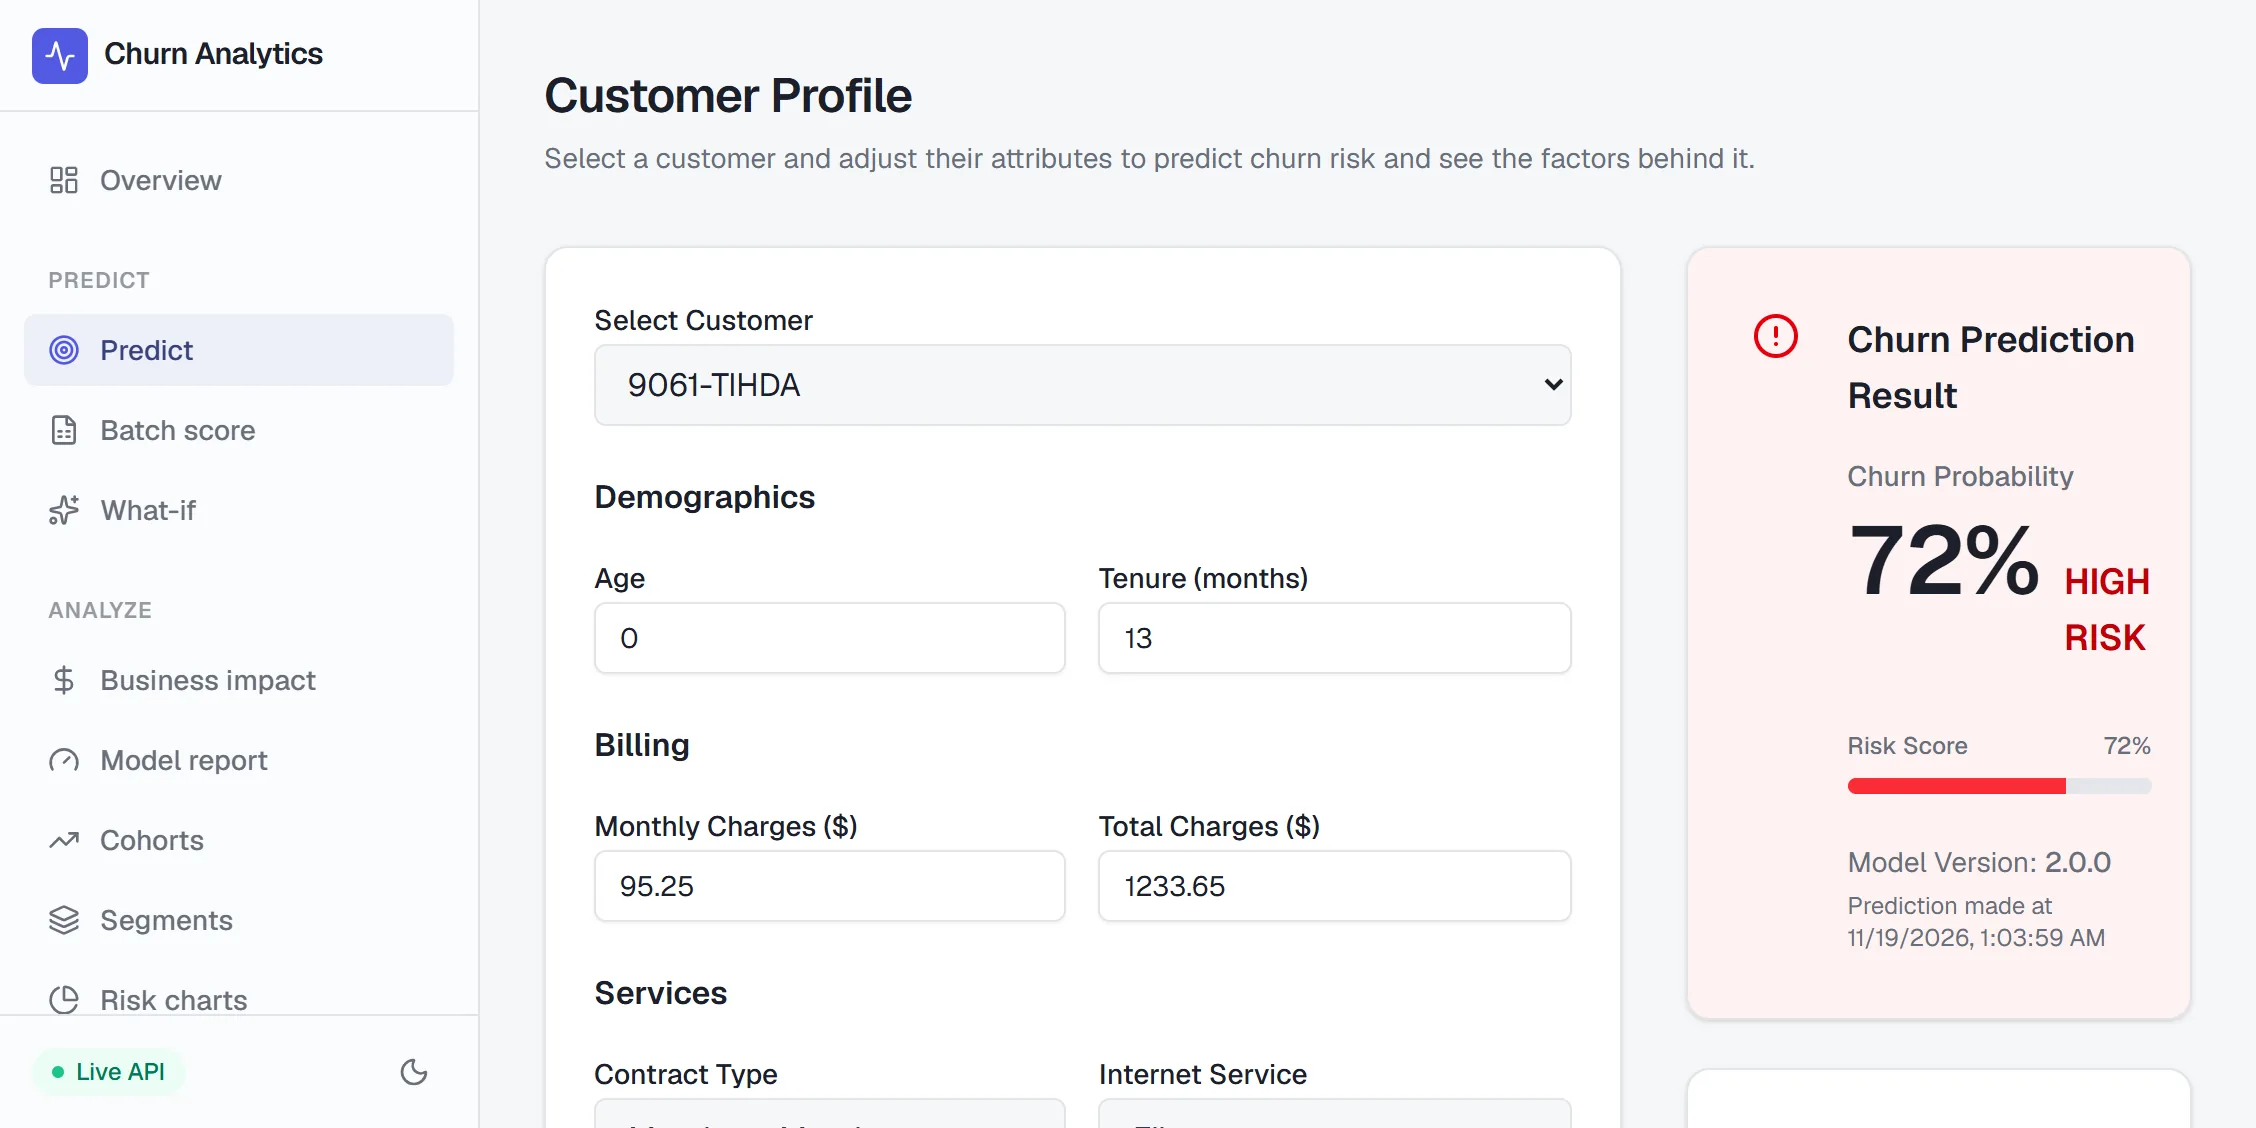 Churn Analytics
Overview
PREDICT
Predict
Batch score
What-if
ANALYZE
Business impact
Model report
Cohorts
Segments
Risk charts
Live API
Customer Profile
Select a customer and adjust their attributes to predict churn risk and see the factors behind it.
Select Customer
9061-TIHDA
Demographics
Age
Tenure (months)
0
13
Billing
Monthly Charges ($)
Total Charges ($)
95.25
1233.65
Services
Contract Type
Internet Service
Churn Prediction
Result
Churn Probability
72% HIGH
RISK
Risk Score 72%
Model Version: 2.0.0
Prediction made at
11/19/2026, 1:03:59 AM